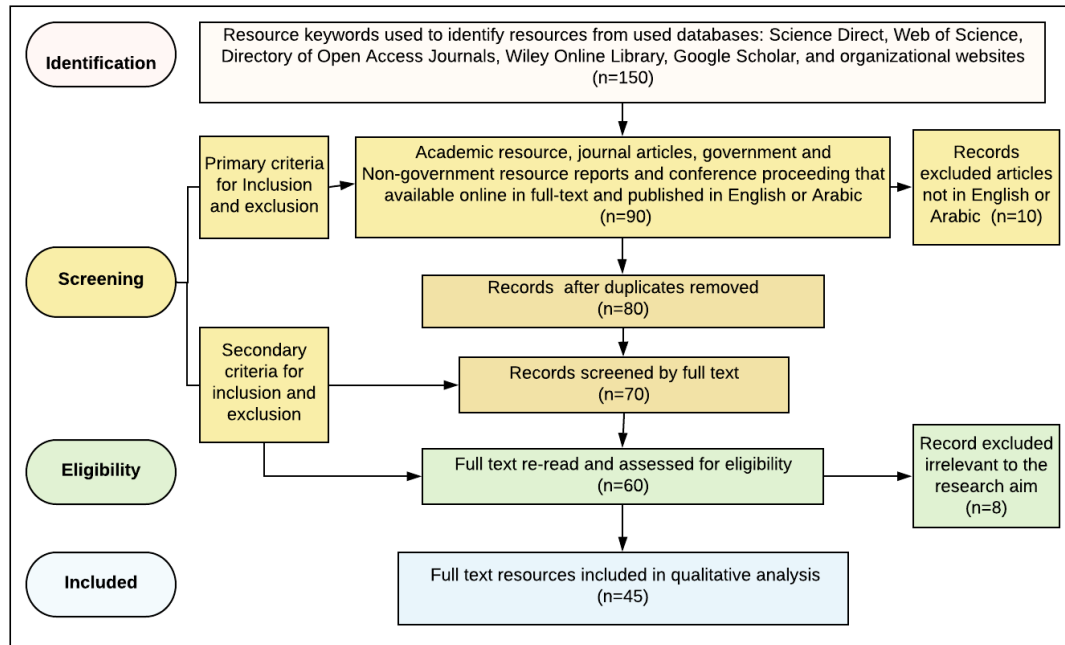 Identification
Resource keywords used to identify resources from used databases: Science Direct, Web of Science,
Directory of Open Access Journals, Wiley Online Library, Google Scholar, and organizational websites
(n=150)
Primary criteria
for Inclusion
and exclusion
Academic resource, journal articles, government and
Non-government resource reports and conference proceeding that
available online in full-text and published in English or Arabic
(n=90)
Records
excluded articles
not in English or
Arabic (n=10)
Screening
Records after duplicates removed
(n=80)
Secondary
criteria for
inclusion and
exclusion
Records screened by full text
(n=70)
Eligibility
Full text re-read and assessed for eligibility
(n=60)
Record excluded
irrelevant to the
research aim
(n=8)
Included
Full text resources included in qualitative analysis
(n=45)